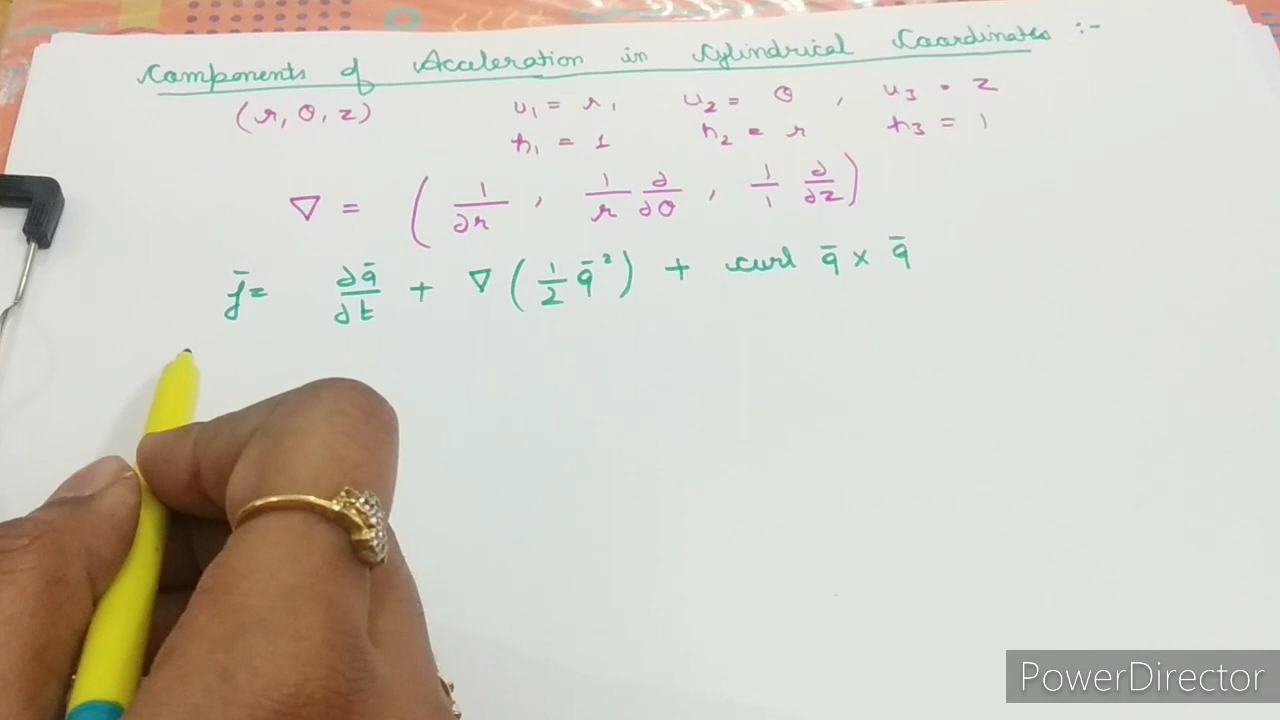 Components of Acceleration in Cylindrical Coordinates :-
(r, θ, z) u₁ = r, u₂ = θ , u₃ = z
h₁ = 1 h₂ = r h₃ = 1
∇ = ( 1/∂r , 1/r ∂/∂θ , 1/1 ∂/∂z )
f̄ = ∂q̄/∂t + ∇ ( 1/2 q̄² ) + curl q̄ × q̄
PowerDirector